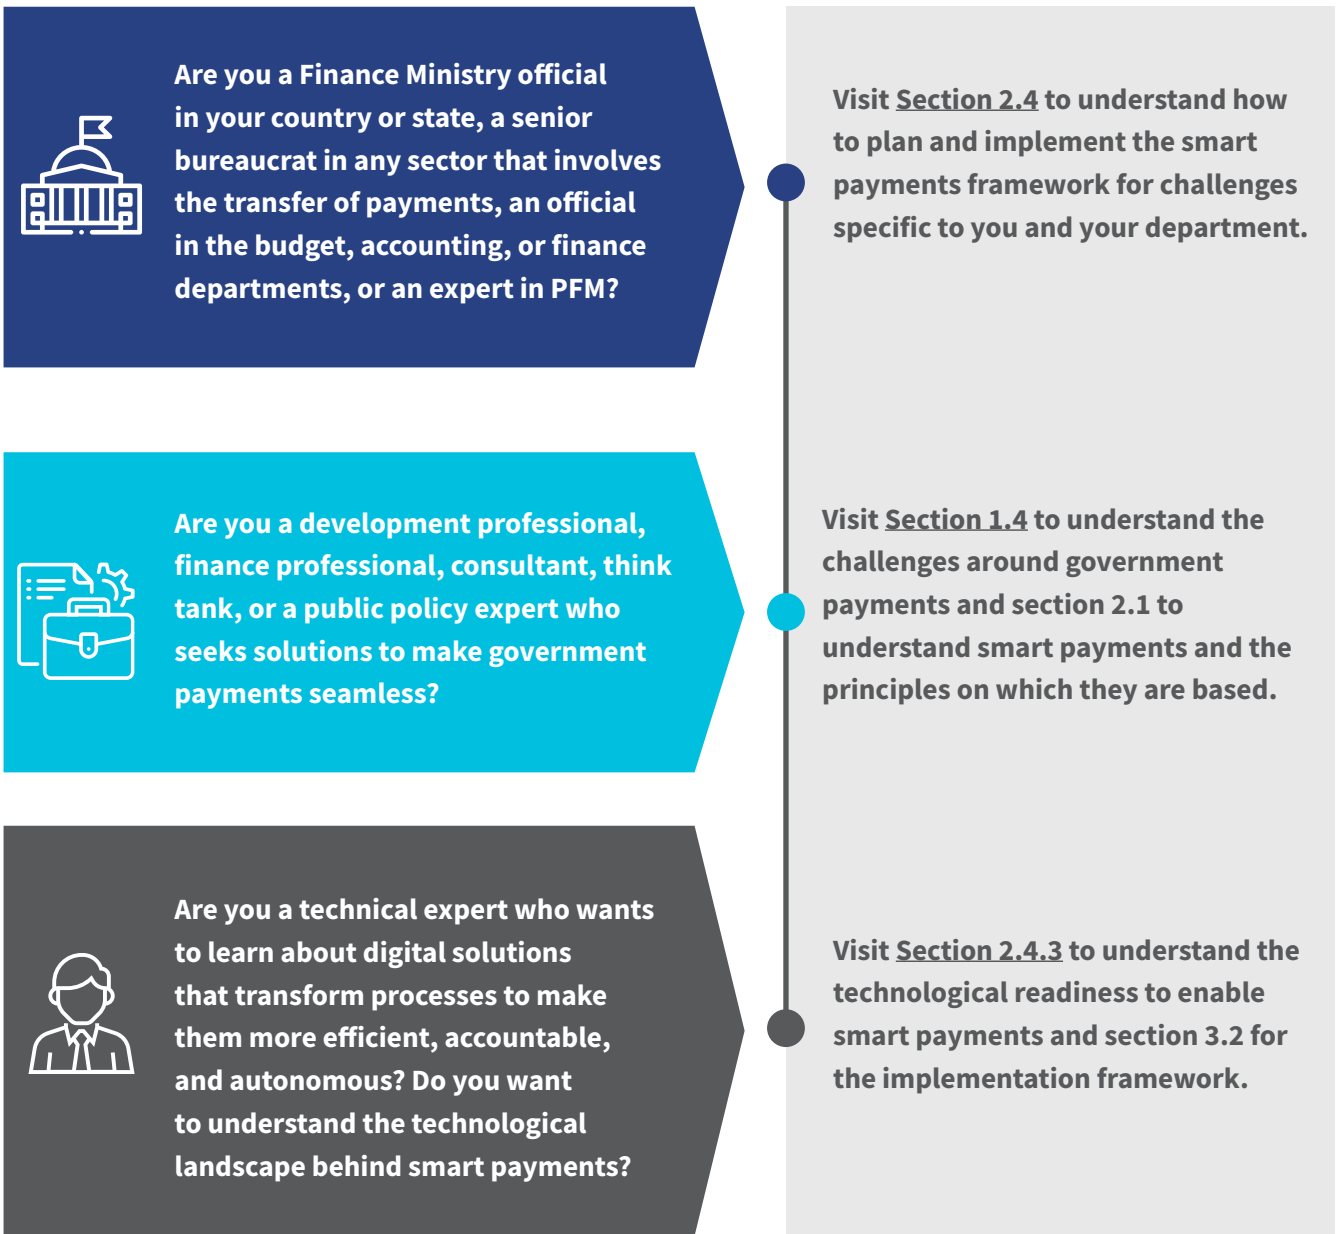 Are you a Finance Ministry official
in your country or state, a senior
bureaucrat in any sector that involves
the transfer of payments, an official
in the budget, accounting, or finance
departments, or an expert in PFM?
Visit Section 2.4 to understand how
to plan and implement the smart
payments framework for challenges
specific to you and your department.
Are you a development professional,
finance professional, consultant, think
tank, or a public policy expert who
seeks solutions to make government
payments seamless?
Visit Section 1.4 to understand the
challenges around government
payments and section 2.1 to
understand smart payments and the
principles on which they are based.
Are you a technical expert who wants
to learn about digital solutions
that transform processes to make
them more efficient, accountable,
and autonomous? Do you want
to understand the technological
landscape behind smart payments?
Visit Section 2.4.3 to understand the
technological readiness to enable
smart payments and section 3.2 for
the implementation framework.